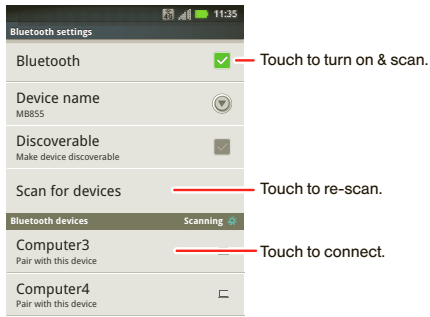 11:35
Bluetooth settings
Bluetooth
Touch to turn on & scan.
Device name
MB855
Discoverable
Make device discoverable
Scan for devices
Touch to re-scan.
Bluetooth devices Scanning
Computer3
Pair with this device
Touch to connect.
Computer4
Pair with this device